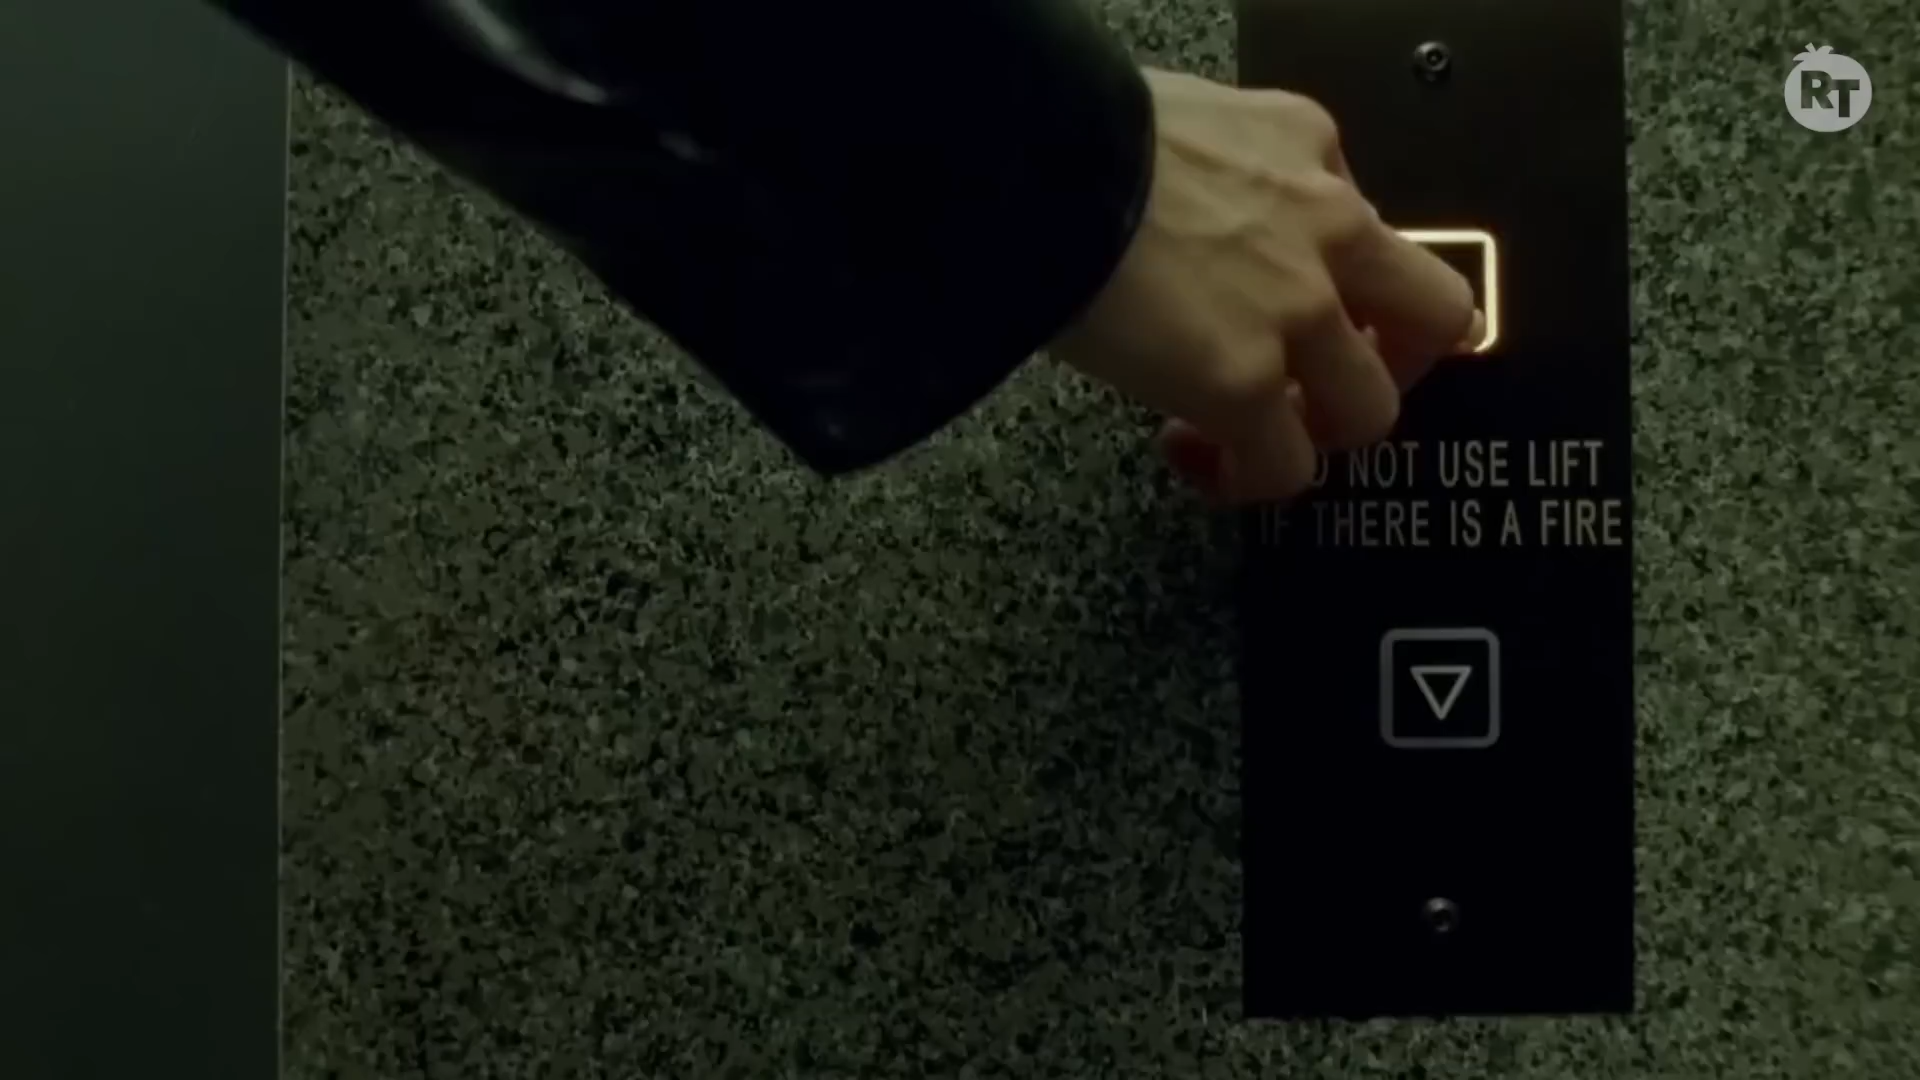 RT
NOT USE LIFT
IF THERE IS A FIRE